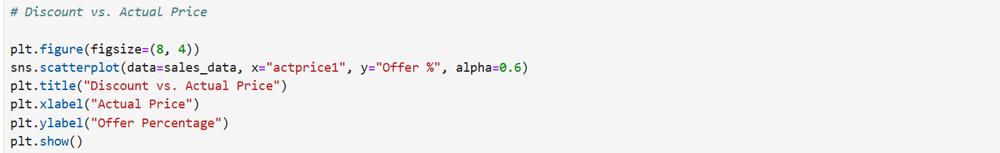 # Discount vs. Actual Price
plt.figure(figsize=(8, 4))
sns.scatterplot(data=sales_data, x="actprice1", y="Offer %", alpha=0.6)
plt.title("Discount vs. Actual Price")
plt.xlabel("Actual Price")
plt.ylabel("Offer Percentage")
plt.show()